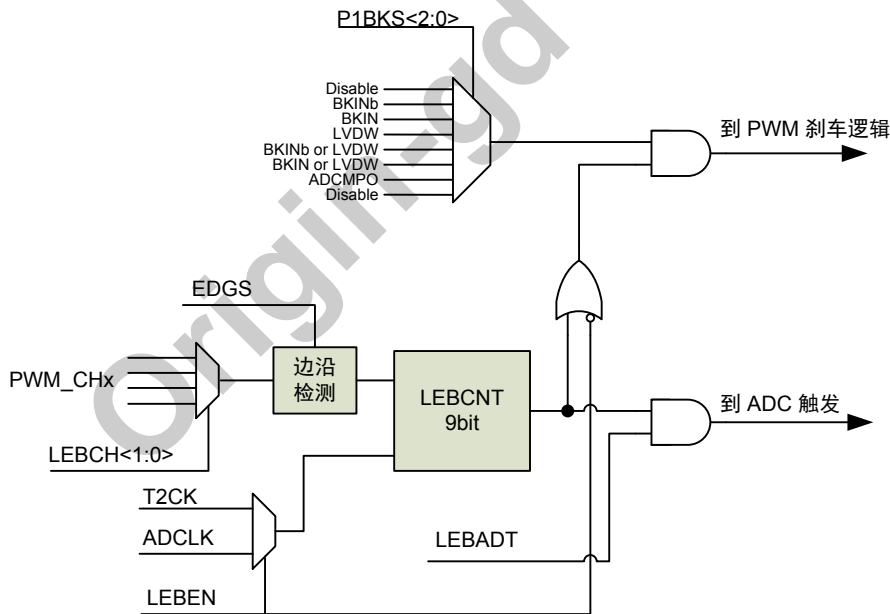 P1BKS<2:0>
Disable
BKINb
BKIN
LVDW
BKINb or LVDW
BKIN or LVDW
ADCMPO
Disable
到 PWM 刹车逻辑
EDGS
PWM_CHx
边沿
检测
LEBCNT
9bit
到 ADC 触发
LEBCH<1:0>
T2CK
ADCLK
LEBADT
LEBEN
Origin-gd